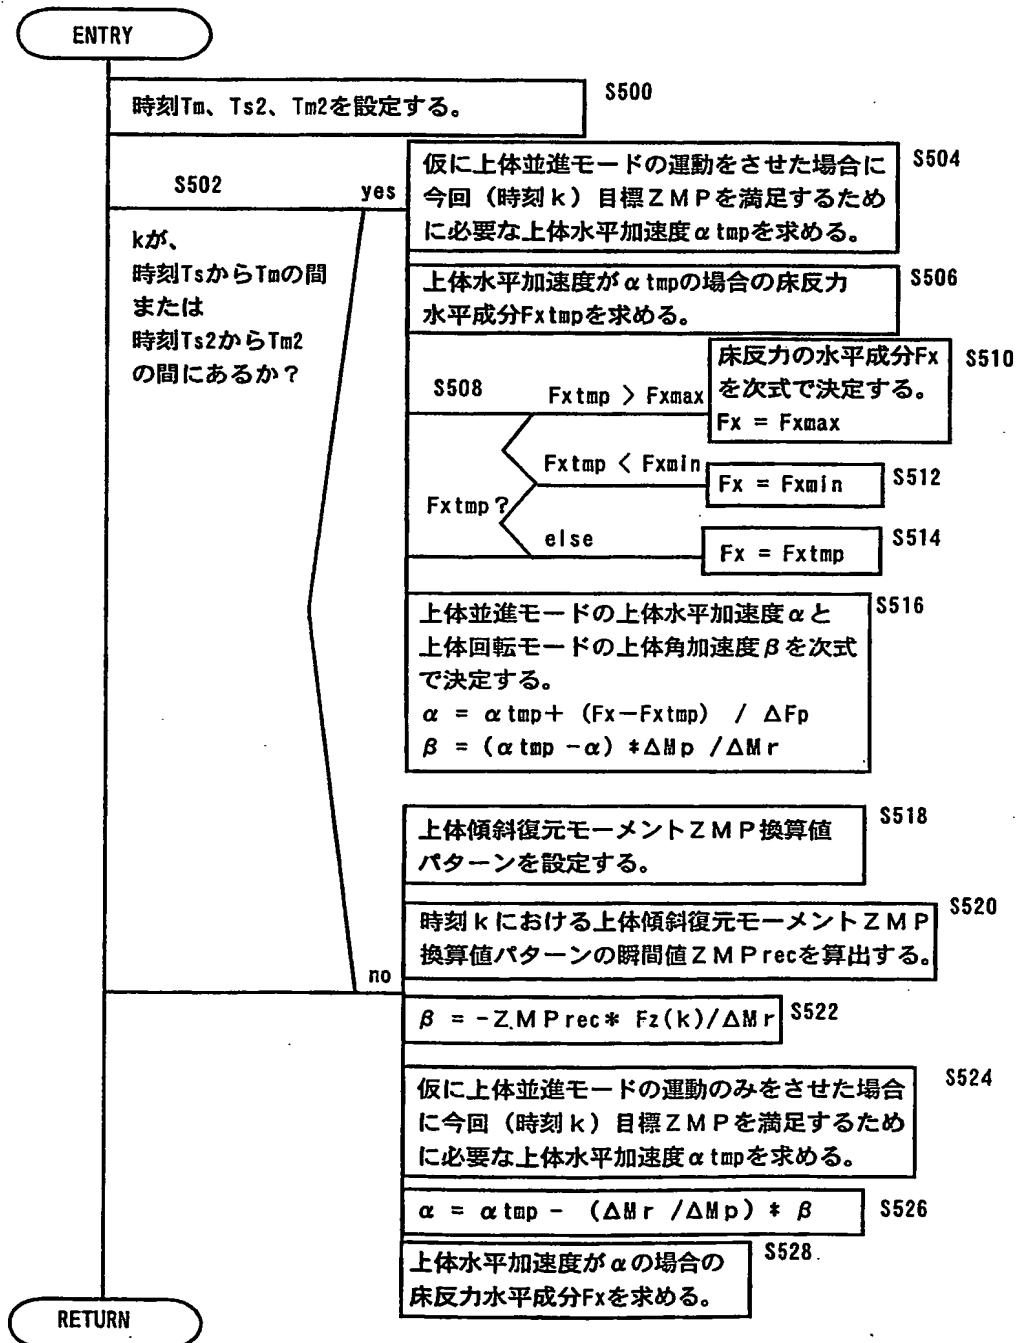 ENTRY
時刻Tm、Ts2、Tm2を設定する。
S500
S502
yes
kが、
時刻TsからTmの間
または
時刻Ts2からTm2
の間にあるか？
仮に上体並進モードの運動をさせた場合に
今回（時刻k）目標ZMPを満足するため
に必要な上体水平加速度αtmpを求める。
S504
上体水平加速度がαtmpの場合の床反力
水平成分Fxtmpを求める。
S506
S508
Fxtmp？
Fxtmp > Fxmax
床反力の水平成分Fx
を次式で決定する。
Fx = Fxmax
S510
Fxtmp < Fxmin
Fx = Fxmin
S512
else
Fx = Fxtmp
S514
上体並進モードの上体水平加速度αと
上体回転モードの上体角加速度βを次式
で決定する。
α = αtmp+ (Fx-Fxtmp) / ΔFp
β = (αtmp -α) *ΔMp /ΔMr
S516
no
上体傾斜復元モーメントZMP換算値
パターンを設定する。
S518
時刻kにおける上体傾斜復元モーメントZMP
換算値パターンの瞬間値ZMPrecを算出する。
S520
β = -ZMPrec* Fz(k)/ΔMr
S522
仮に上体並進モードの運動のみをさせた場合
に今回（時刻k）目標ZMPを満足するため
に必要な上体水平加速度αtmpを求める。
S524
α = αtmp - (ΔMr /ΔMp) * β
S526
上体水平加速度がαの場合の
床反力水平成分Fxを求める。
S528
RETURN